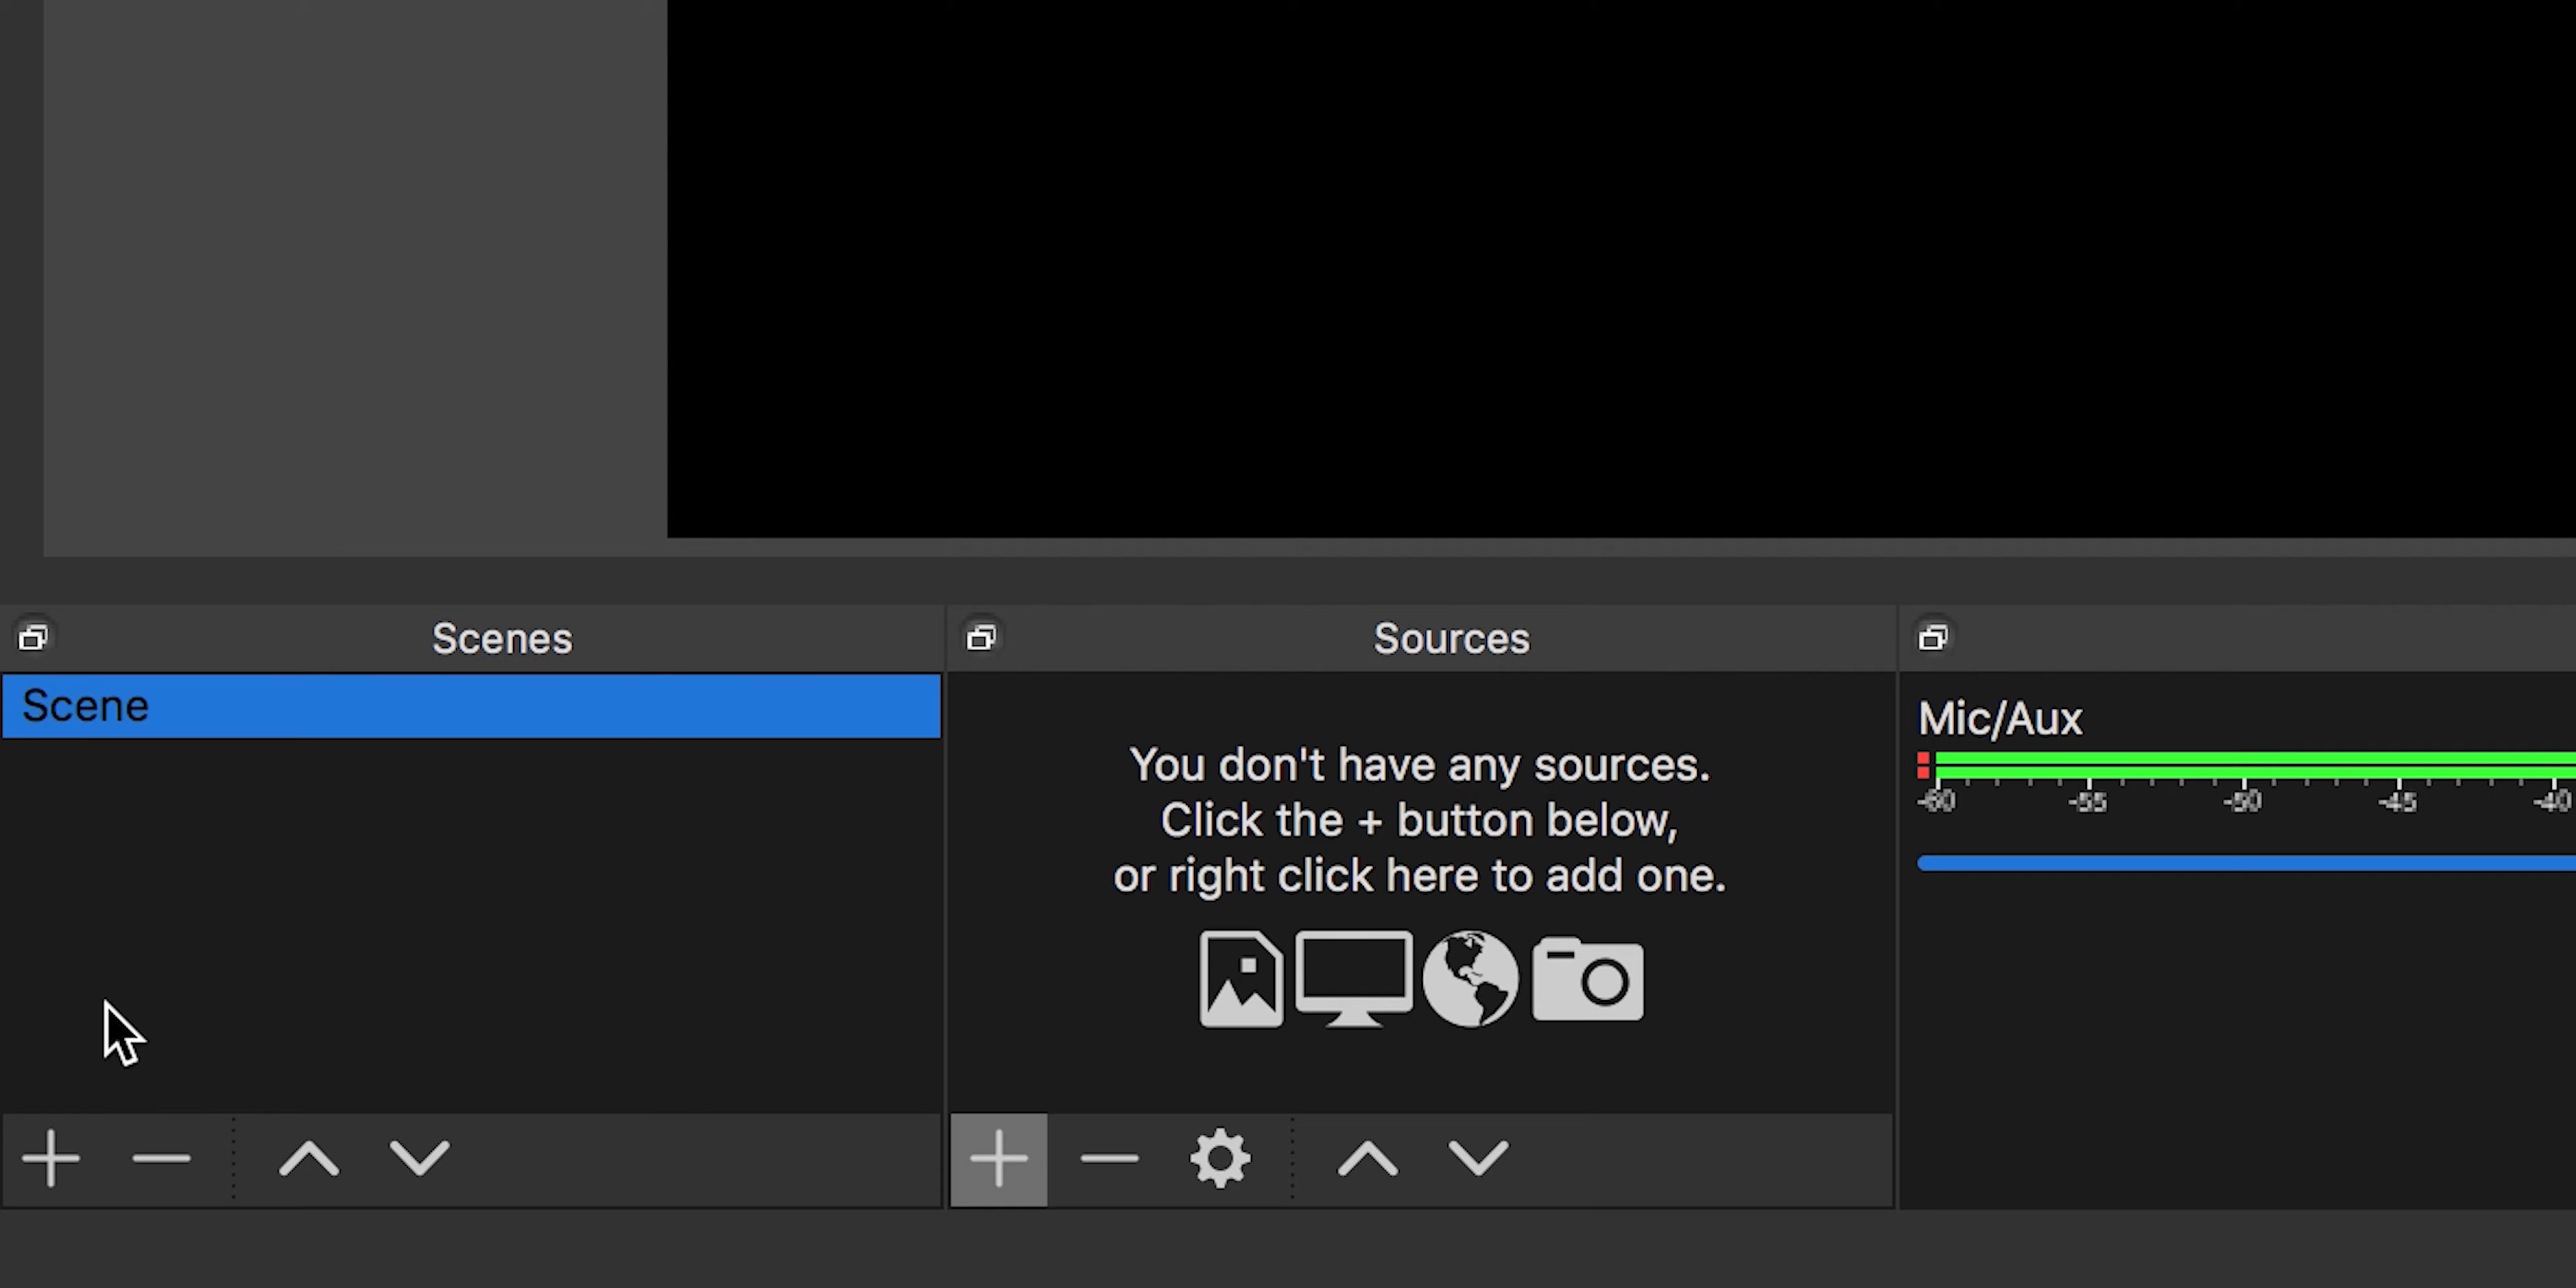 Scenes
Scene
Sources
You don't have any sources.
Click the + button below,
or right click here to add one.
Mic/Aux
-60 -55 -50 -45 -40